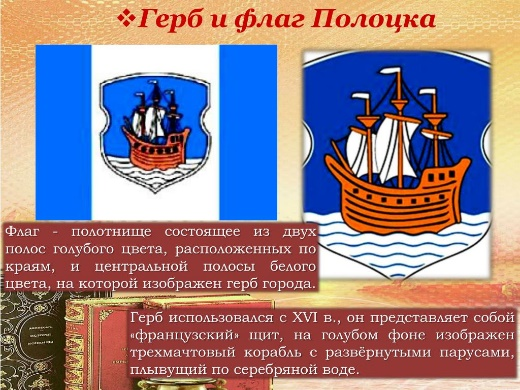 ❖Герб и флаг Полоцка
Флаг - полотнище состоящее из двух
полос голубого цвета, расположенных по
краям, и центральной полосы белого
цвета, на которой изображен герб города.
Герб использовался с XVI в., он представляет собой
«французский» щит, на голубом фоне изображен
трехмачтовый корабль с развёрнутыми парусами,
плывущий по серебряной воде.